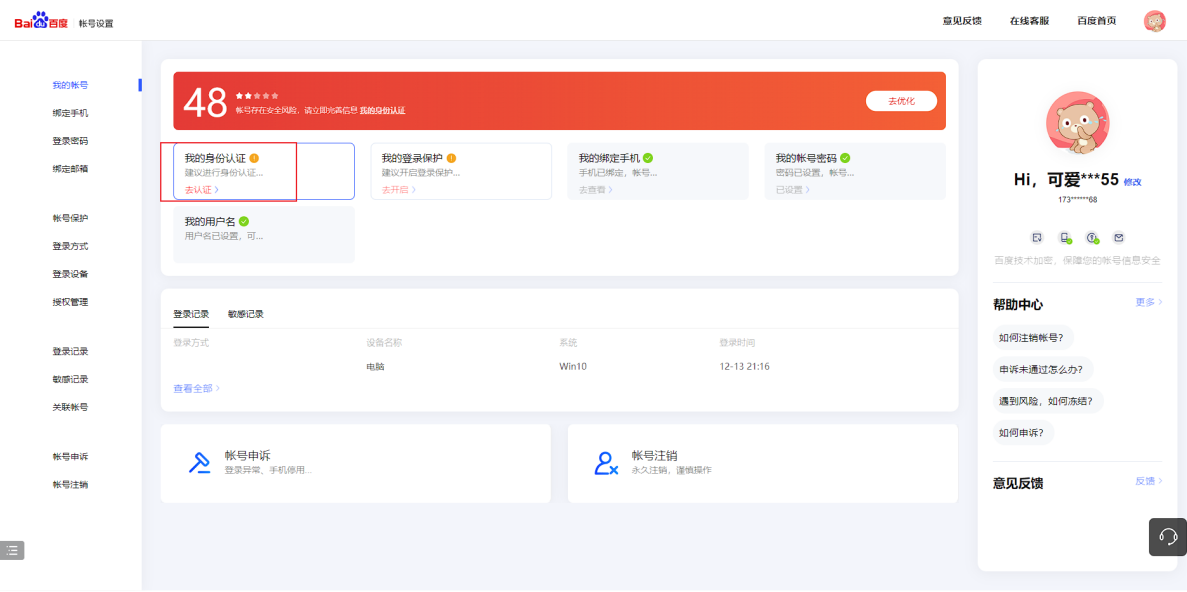 Bai du 百度 帐号设置
意见反馈 在线客服 百度首页
我的帐号
绑定手机
登录密码
绑定邮箱
帐号保护
登录方式
登录设备
授权管理
登录记录
敏感记录
关联帐号
帐号申诉
帐号注销
48
帐号存在安全风险，请立即完善信息 我的身份认证
去优化
我的身份认证
建议进行身份认证...
去认证 >
我的登录保护
建议开启登录保护...
去开启 >
我的绑定手机
手机已绑定，帐号...
去查看 >
我的帐号密码
密码已设置，帐号...
已设置 >
我的用户名
用户名已设置，可...
登录记录 敏感记录
登录方式 设备名称 系统 登录时间
电脑 Win10 12-13 21:16
查看全部 >
帐号申诉
登录异常、手机停用...
帐号注销
永久注销，谨慎操作
Hi，可爱***55 修改
173******68
百度技术加密，保障您的帐号信息安全
帮助中心 更多 >
如何注销帐号？
申诉未通过怎么办？
遇到风险，如何冻结？
如何申诉？
意见反馈 反馈 >